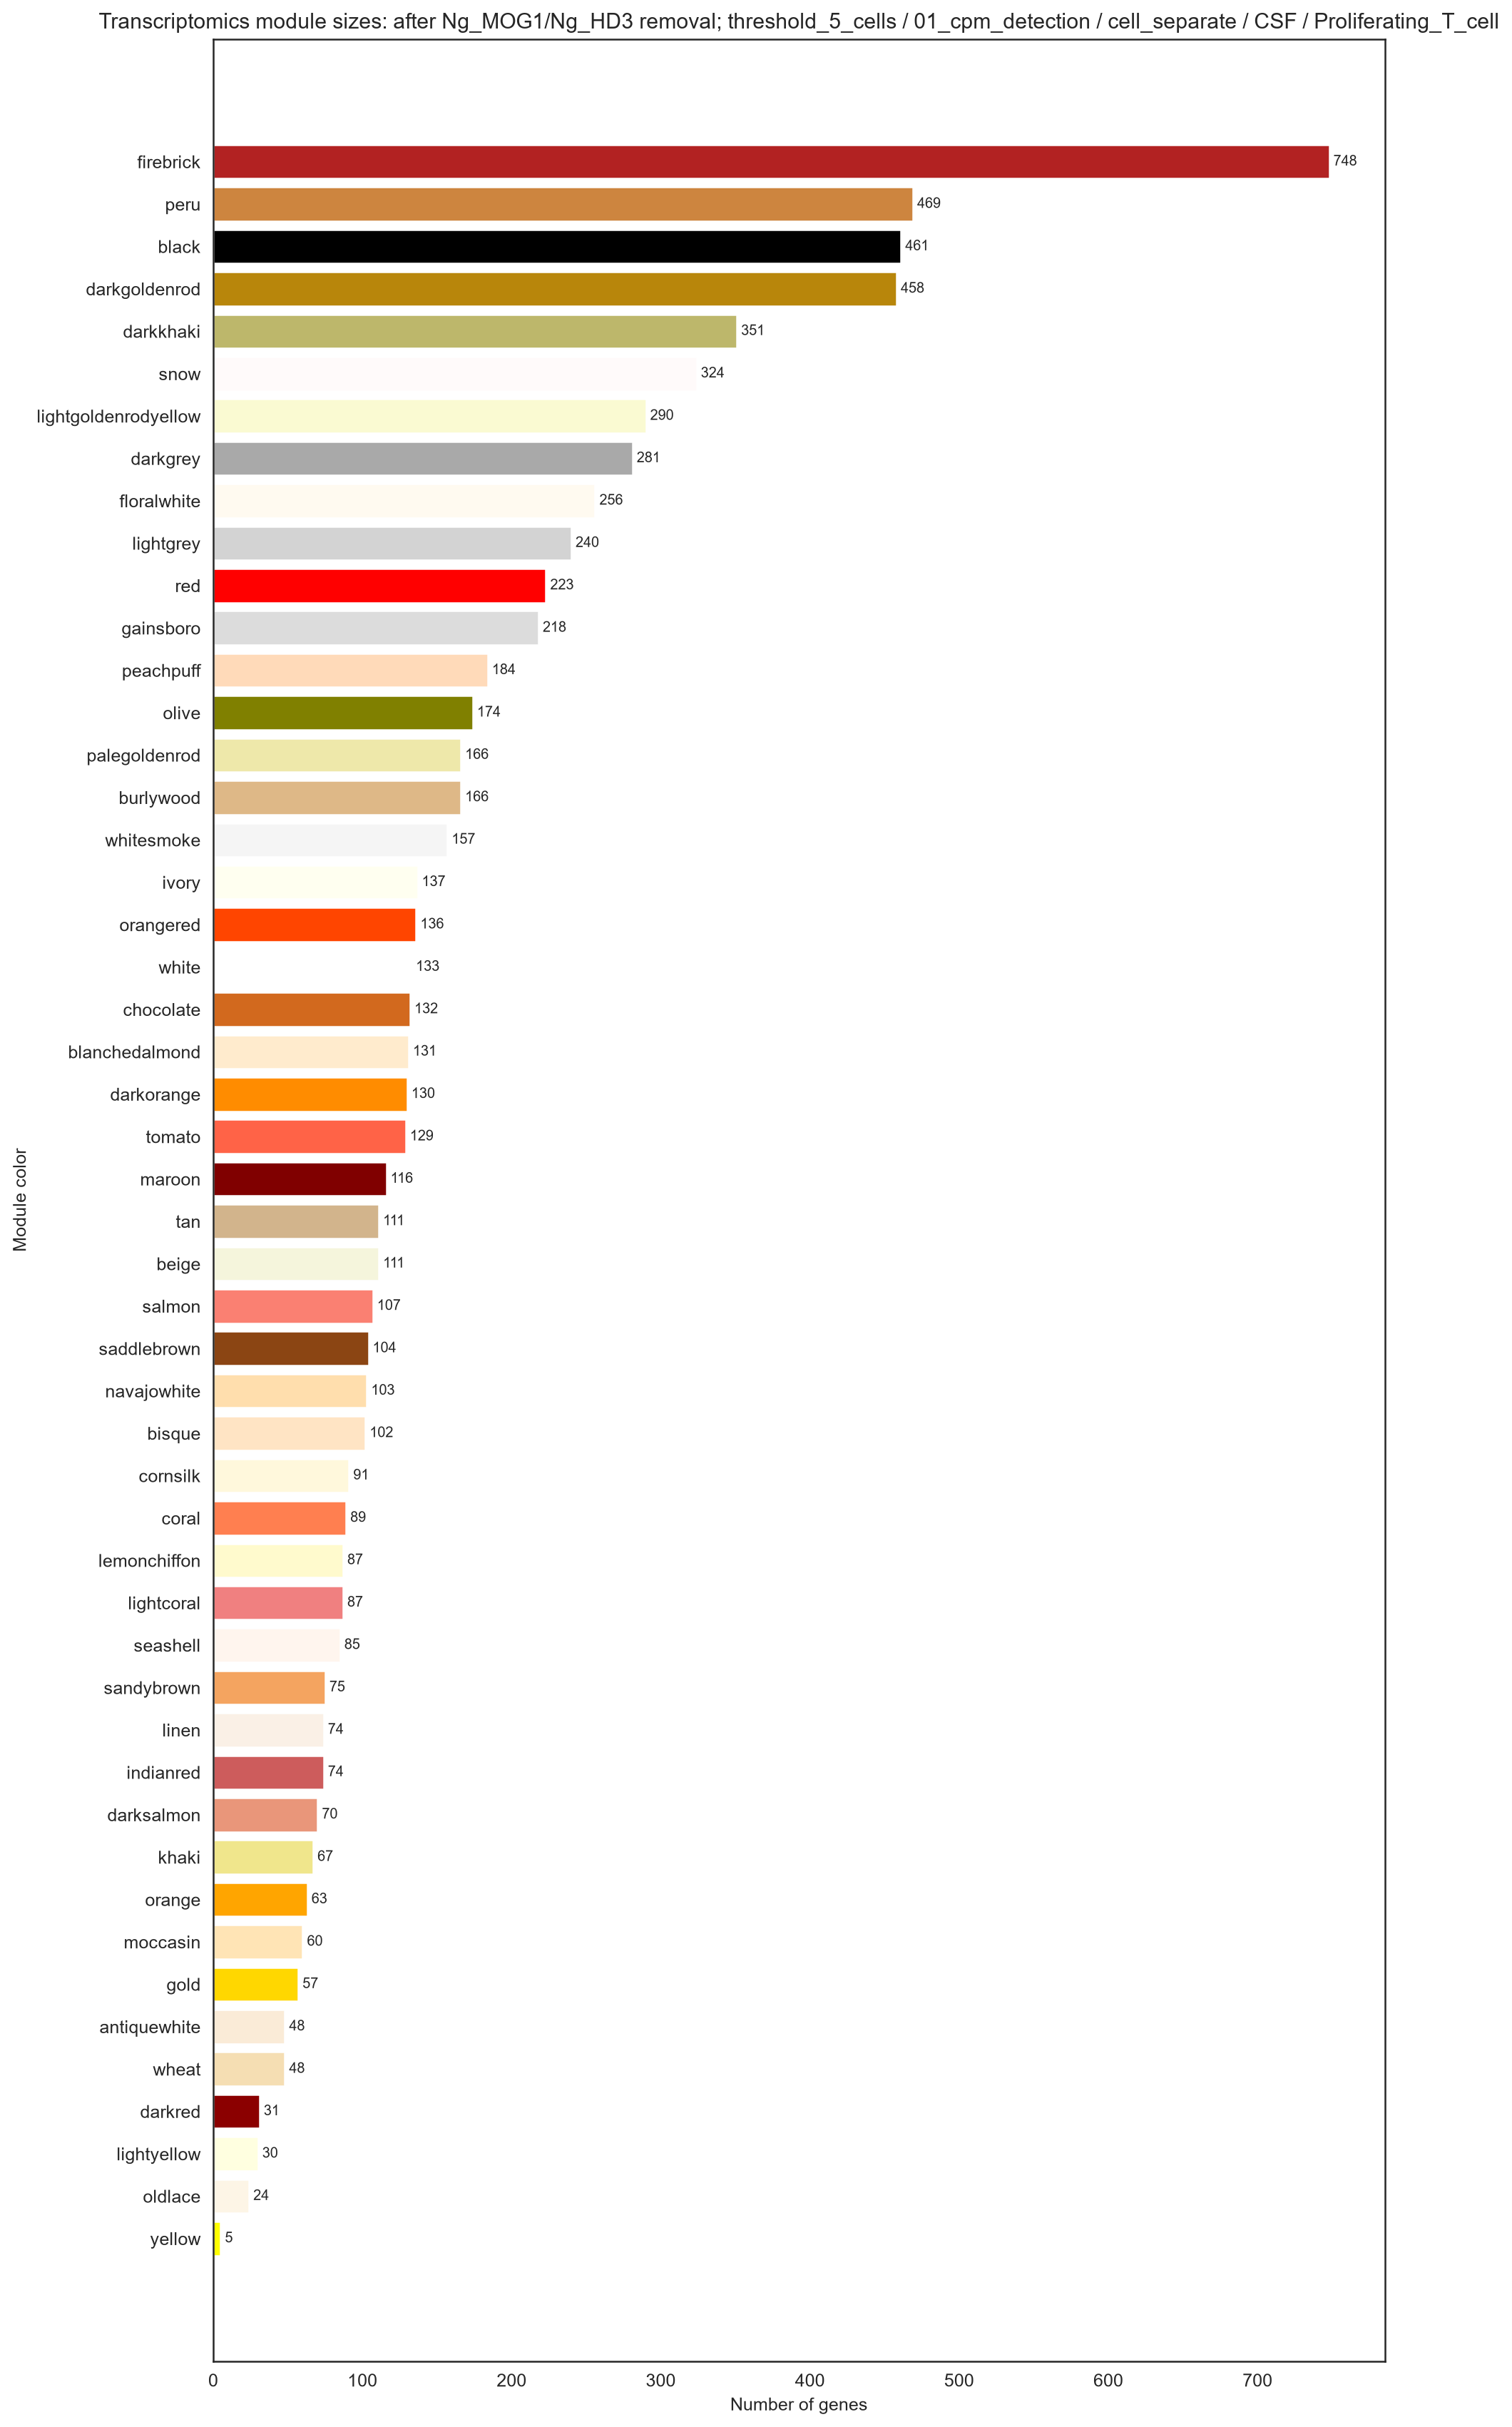 Transcriptomics module sizes: after Ng_MOG1/Ng_HD3 removal; threshold_5_cells / 01_cpm_detection / cell_separate / CSF / Proliferating_T_cell
firebrick 748
peru 469
black 461
darkgoldenrod 458
darkkhaki 351
snow 324
lightgoldenrodyellow 290
darkgrey 281
floralwhite 256
lightgrey 240
red 223
gainsboro 218
peachpuff 184
olive 174
palegoldenrod 166
burlywood 166
whitesmoke 157
ivory 137
orangered 136
white 133
chocolate 132
blanchedalmond 131
darkorange 130
tomato 129
maroon 116
tan 111
beige 111
salmon 107
saddlebrown 104
navajowhite 103
bisque 102
cornsilk 91
coral 89
lemonchiffon 87
lightcoral 87
seashell 85
sandybrown 75
linen 74
indianred 74
darksalmon 70
khaki 67
orange 63
moccasin 60
gold 57
antiquewhite 48
wheat 48
darkred 31
lightyellow 30
oldlace 24
yellow 5
Module color
0 100 200 300 400 500 600 700
Number of genes